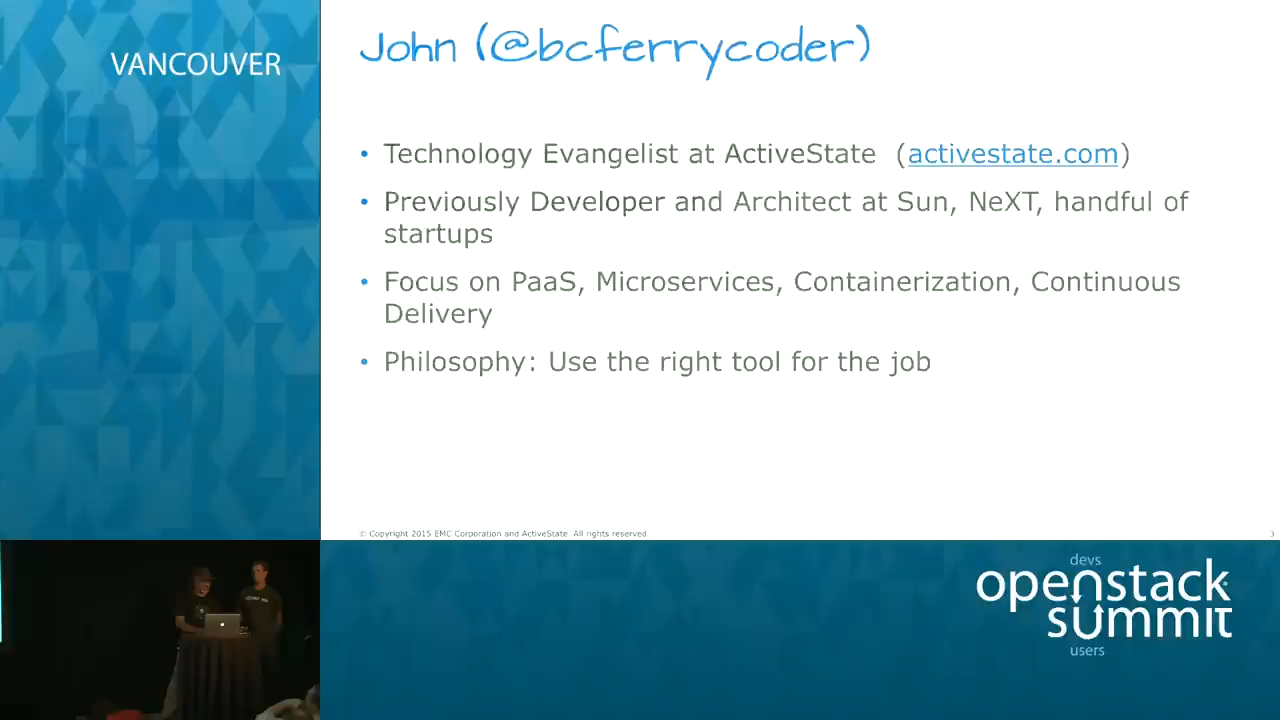 VANCOUVER
John (@bcferrycoder)
• Technology Evangelist at ActiveState (activestate.com)
• Previously Developer and Architect at Sun, NeXT, handful of
startups
• Focus on PaaS, Microservices, Containerization, Continuous
Delivery
• Philosophy: Use the right tool for the job
© Copyright 2015 EMC Corporation and ActiveState All rights reserved
3
devs
openstack
summit
users